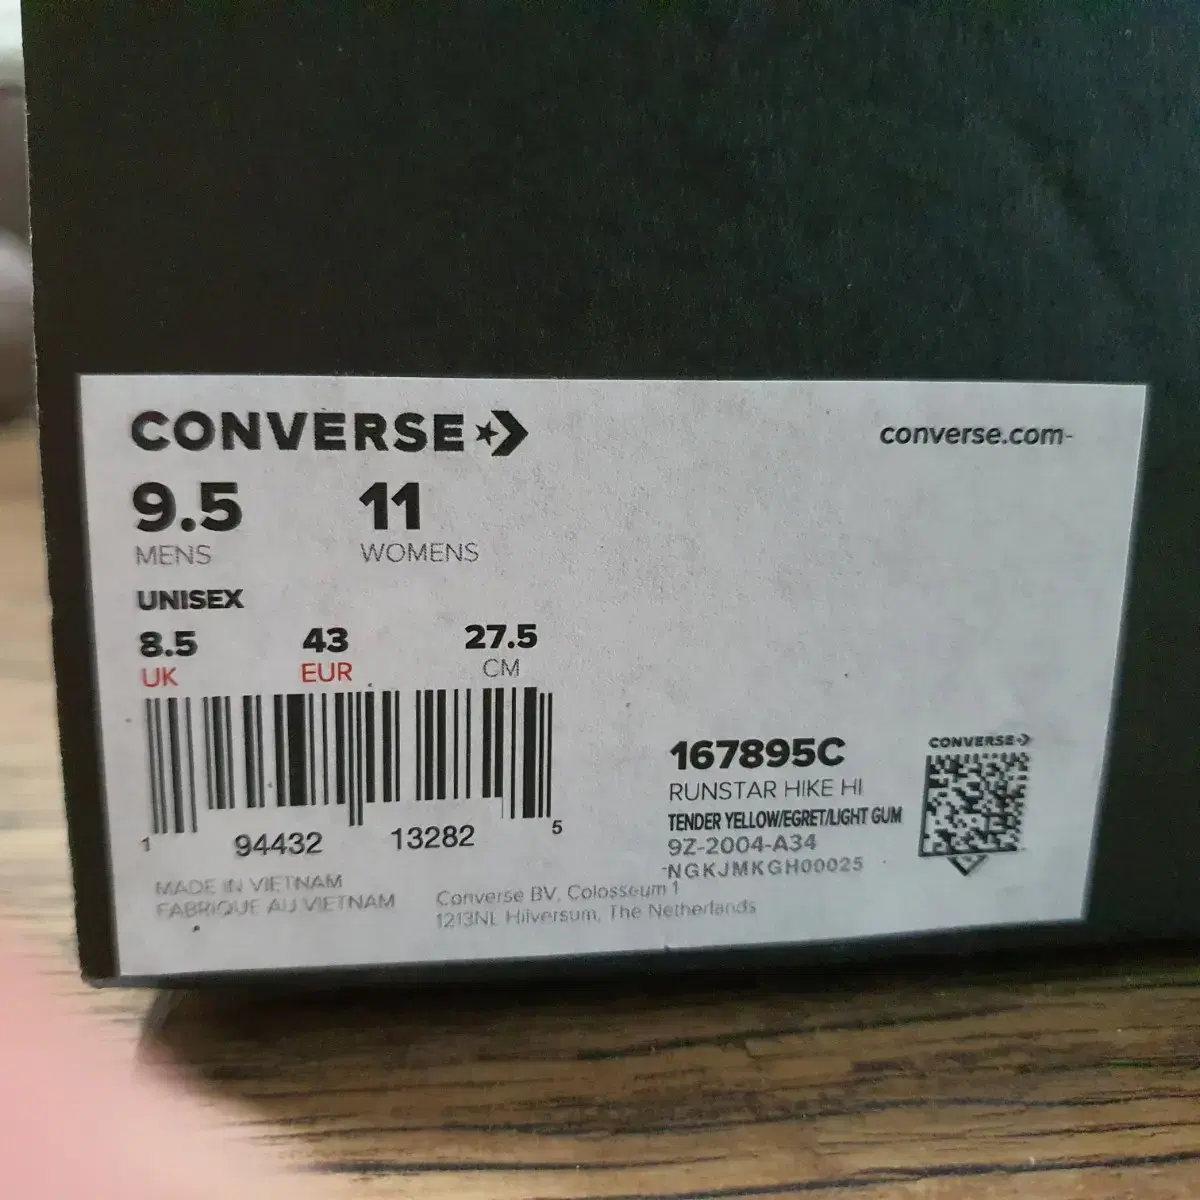 CONVERSE
converse.com
9.5 11
MENS WOMENS
UNISEX
8.5 43 27.5
UK EUR CM
1 94432 13282 5
167895C
RUNSTAR HIKE HI
TENDER YELLOW/EGRET/LIGHT GUM
9Z-2004-A34
NGKJMKGH00025
CONVERSE
MADE IN VIETNAM
FABRIQUE AU VIETNAM
Converse BV, Colosseum 1
1213NL Hilversum, The Netherlands